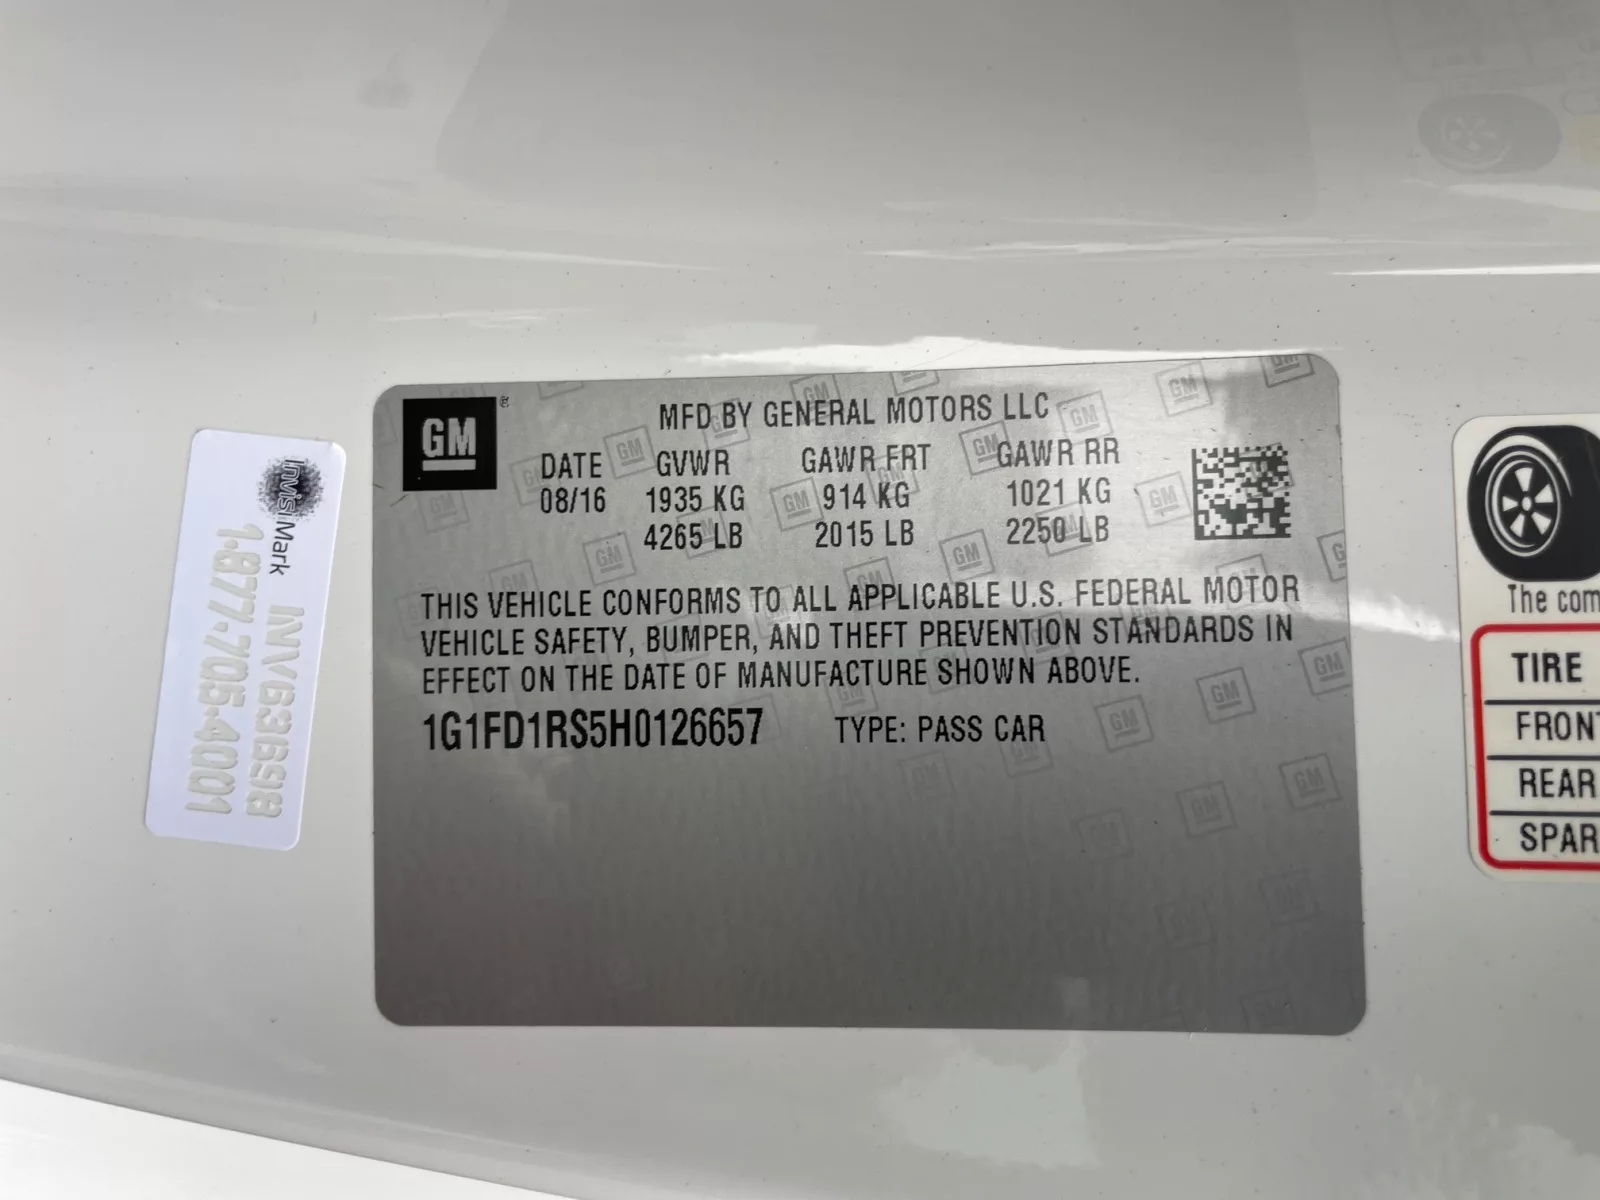 GM
MFD BY GENERAL MOTORS LLC
DATE GVWR GAWR FRT GAWR RR
08/16 1935 KG 914 KG 1021 KG
4265 LB 2015 LB 2250 LB
THIS VEHICLE CONFORMS TO ALL APPLICABLE U.S. FEDERAL MOTOR
VEHICLE SAFETY, BUMPER, AND THEFT PREVENTION STANDARDS IN
EFFECT ON THE DATE OF MANUFACTURE SHOWN ABOVE.
1G1FD1RS5H0126657 TYPE: PASS CAR
InvisiMark
INV63698
1-877-705-4001
The com
TIRE
FRONT
REAR
SPAR